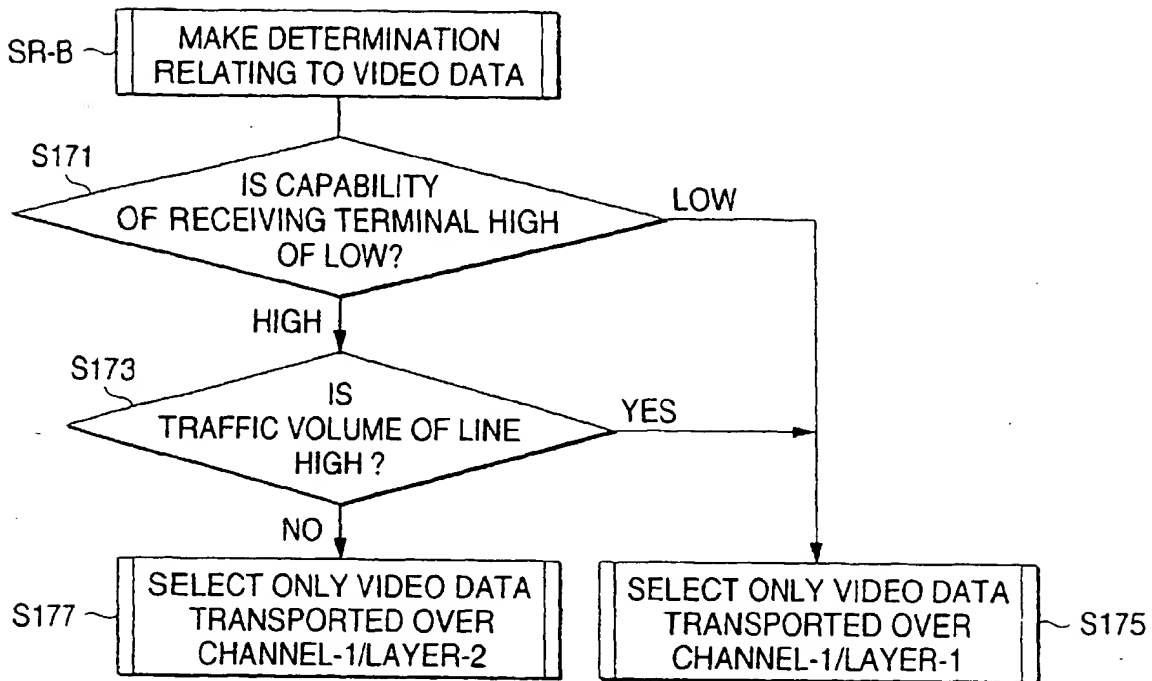 SR-B
MAKE DETERMINATION
RELATING TO VIDEO DATA
S171
IS CAPABILITY
OF RECEIVING TERMINAL HIGH
OF LOW?
LOW
HIGH
S173
IS
TRAFFIC VOLUME OF LINE
HIGH ?
YES
NO
S177
SELECT ONLY VIDEO DATA
TRANSPORTED OVER
CHANNEL-1/LAYER-2
SELECT ONLY VIDEO DATA
TRANSPORTED OVER
CHANNEL-1/LAYER-1
S175